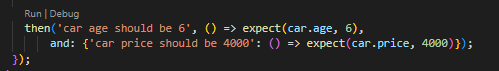 Run | Debug
then('car age should be 6', () => expect(car.age, 6),
and: {'car price should be 4000': () => expect(car.price, 4000)});
});